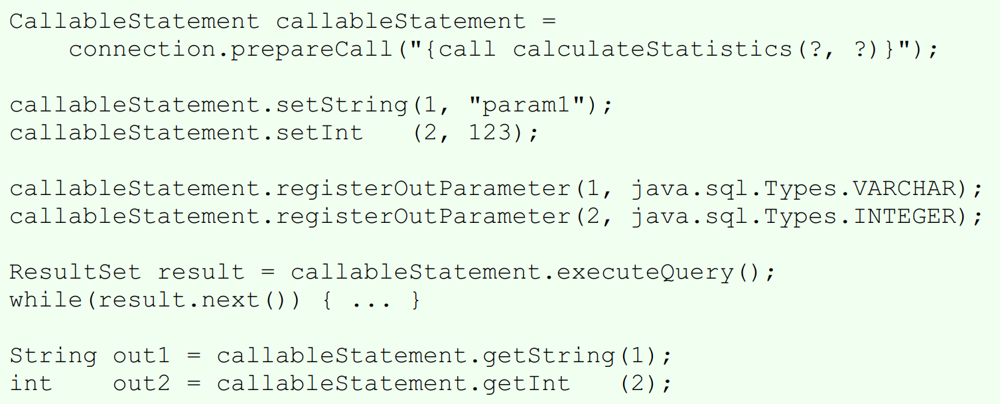 CallableStatement callableStatement =
    connection.prepareCall("{call calculateStatistics(?, ?)}");

callableStatement.setString(1, "param1");
callableStatement.setInt   (2, 123);

callableStatement.registerOutParameter(1, java.sql.Types.VARCHAR);
callableStatement.registerOutParameter(2, java.sql.Types.INTEGER);

ResultSet result = callableStatement.executeQuery();
while(result.next()) { ... }

String out1 = callableStatement.getString(1);
int    out2 = callableStatement.getInt   (2);